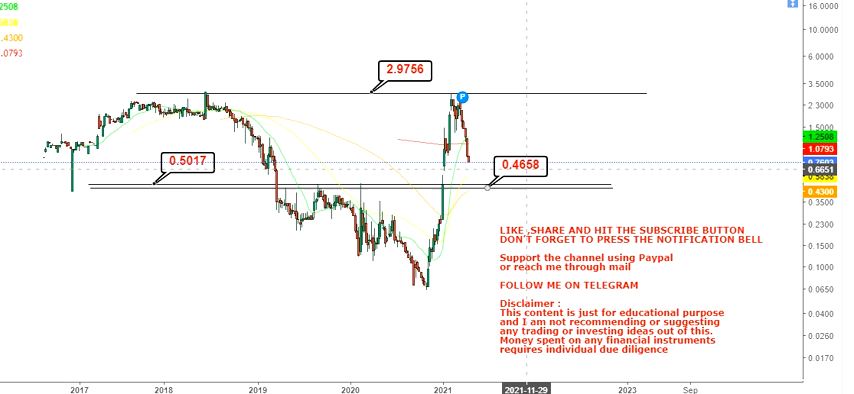 .2508
.4300
.0793
2.9756
P
0.5017
0.4658
LIKE ,SHARE AND HIT THE SUBSCRIBE BUTTON
DON'T FORGET TO PRESS THE NOTIFICATION BELL
Support the channel using Paypal
or reach me through mail
FOLLOW ME ON TELEGRAM
Disclaimer :
This content is just for educational purpose
and I am not recommending or suggesting
any trading or investing ideas out of this.
Money spent on any financial instruments
requires individual due diligence
16.0000
10.0000
6.0000
3.5000
2.3000
1.5000
1.2508
1.0793
0.7603
0.6651
0.4300
0.3500
0.2300
0.1500
0.1000
0.0650
0.0400
0.0260
0.0170
2017
2018
2019
2020
2021
2021-11-29
2023
Sep